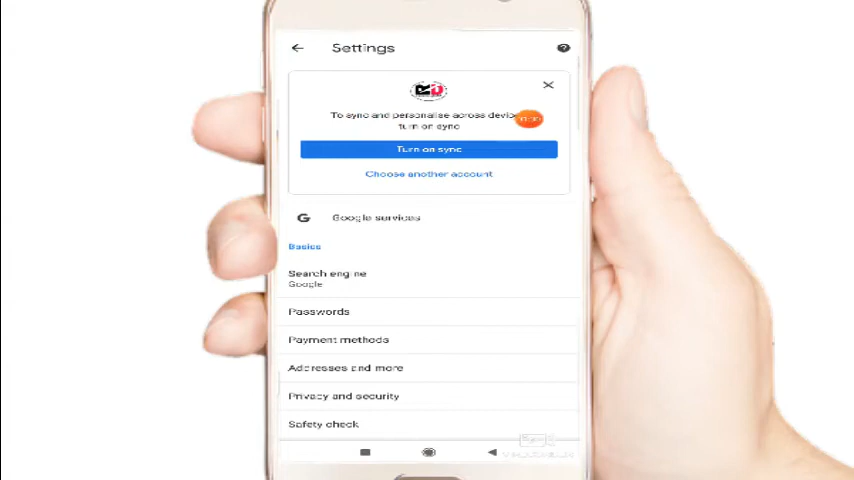 Settings
To sync and personalise across device
turn on sync
Turn on sync
Choose another account
Google services
Basics
Search engine
Google
Passwords
Payment methods
Addresses and more
Privacy and security
Safety check